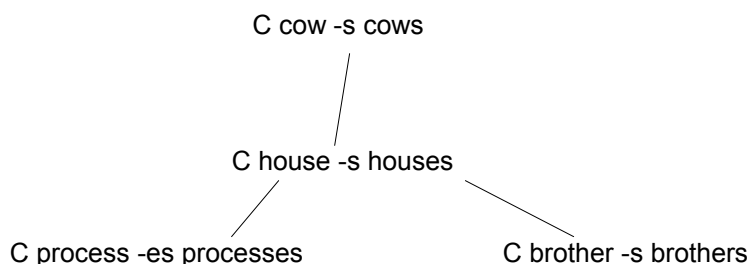 C cow -s cows
C house -s houses
C process -es processes
C brother -s brothers